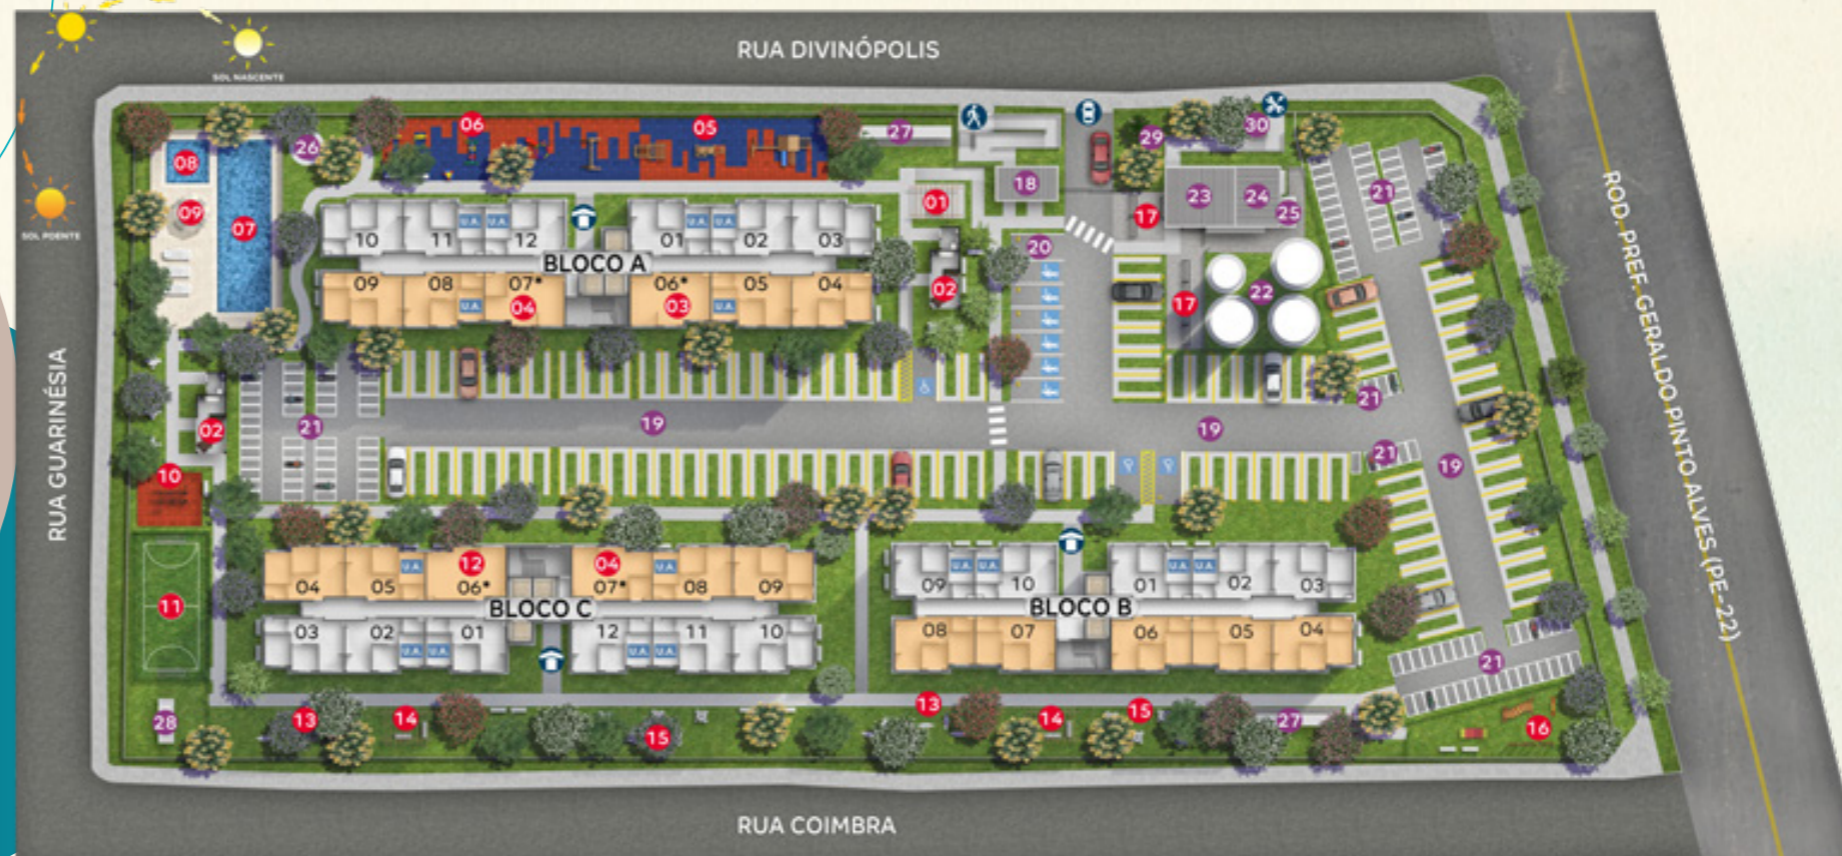 RUA DIVINÓPOLIS
SOL NASCENTE
SOL POENTE
RUA GUARINÉSIA
ROD. PREF. GERALDO PINTO ALVES (PE-22)
RUA COIMBRA
06 05 27 29 30
08 26
09 07
18 23 24 25 21
01 17
20
10 11 U.A. U.A. 12 01 U.A. U.A. 02 03
BLOCO A
09 08 U.A. 07* 06* U.A. 05 04
04 03
02 17 22
21 19 19 21
02 21 19
10
11
12 04
04 05 U.A. 06* 07* U.A. 08 09
BLOCO C
03 02 U.A. U.A. 01 12 U.A. U.A. 11 10
09 U.A. U.A. 10 01 U.A. U.A. 02 03
BLOCO B
08 07 06 05 04
21
28 13 14 15 13 14 15 27 16